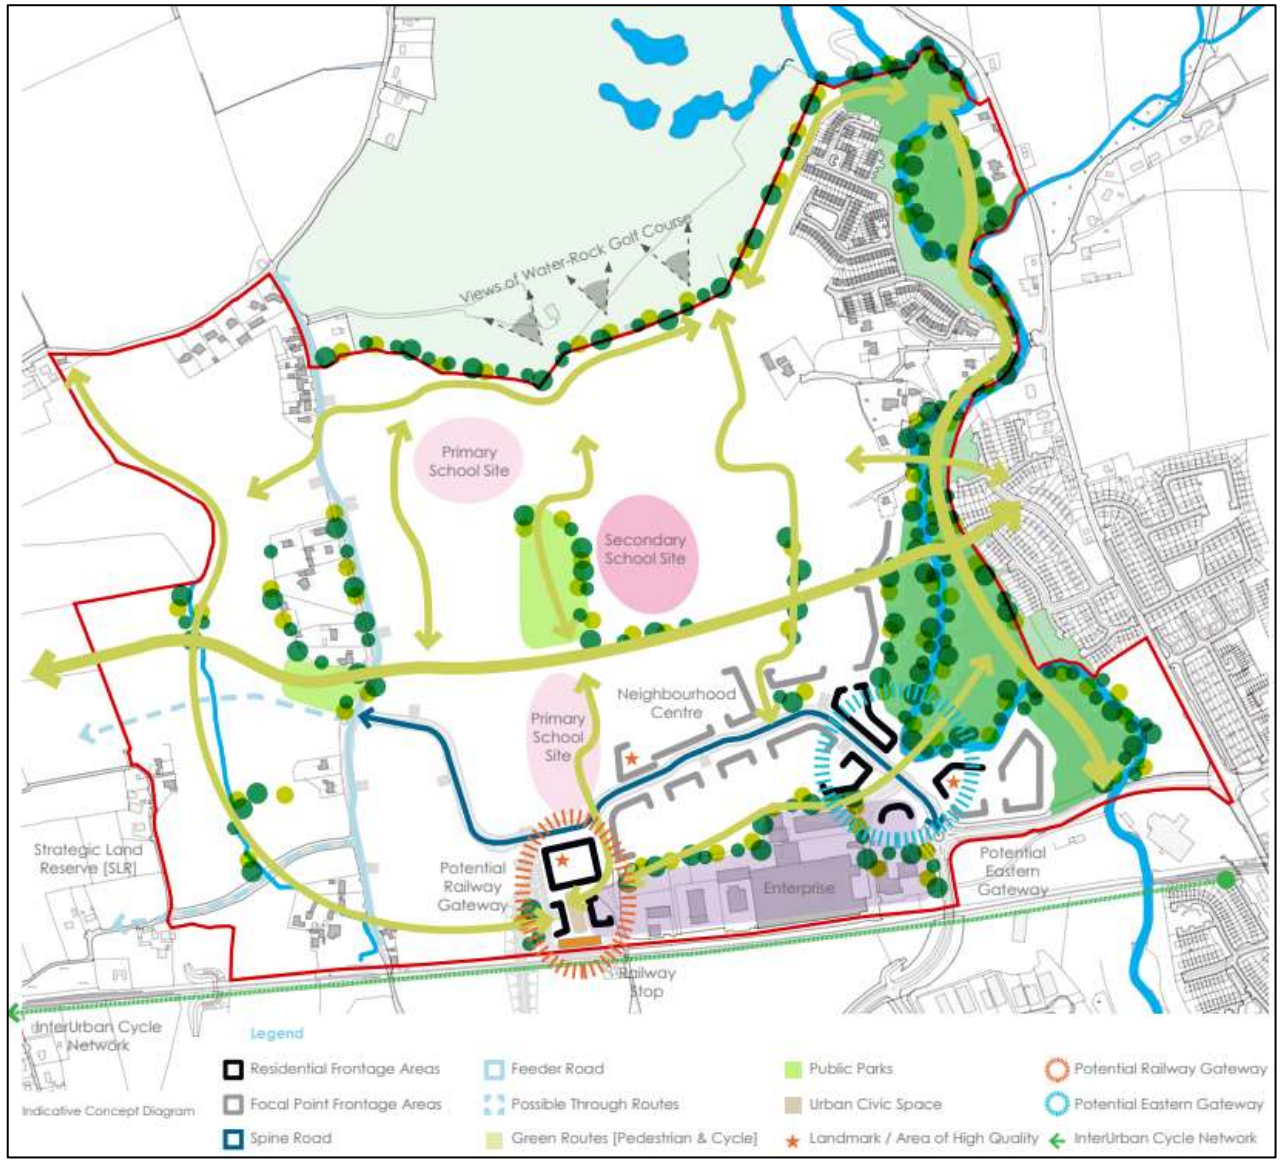 Views of Water-Rock Golf Course
Primary
School Site
Secondary
School Site
Neighbourhood
Centre
Primary
School
Site
Strategic Land
Reserve [SLR]
Potential
Railway
Gateway
Enterprise
Potential
Eastern
Gateway
Railway
Stop
InterUrban Cycle
Network
Indicative Concept Diagram
Legend
Residential Frontage Areas
Feeder Road
Public Parks
Potential Railway Gateway
Focal Point Frontage Areas
Possible Through Routes
Urban Civic Space
Potential Eastern Gateway
Spine Road
Green Routes [Pedestrian & Cycle]
Landmark / Area of High Quality
InterUrban Cycle Network